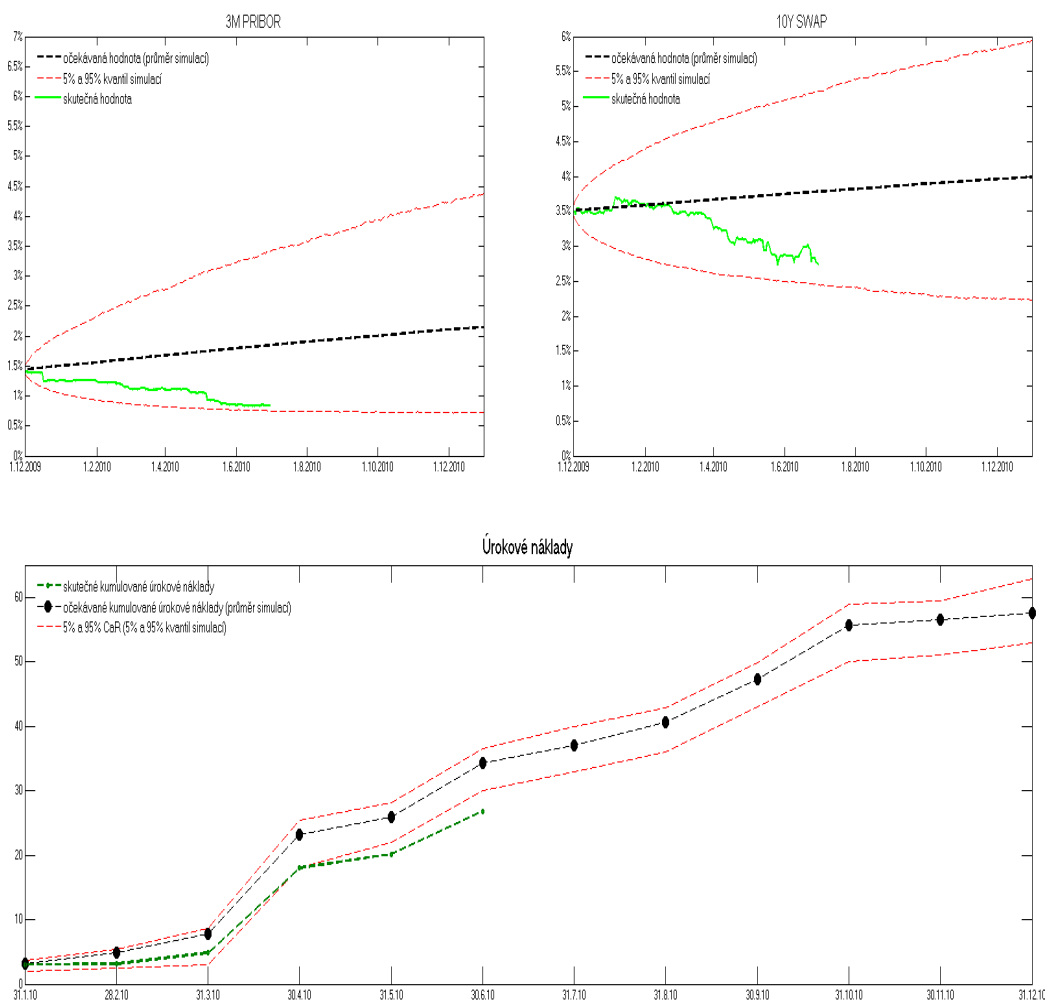 3M PRIBOR
7%
6.5%
6%
5.5%
5%
4.5%
4%
3.5%
3%
2.5%
2%
1.5%
1%
0.5%
0%
očekávaná hodnota (průměr simulací)
5% a 95% kvantil simulací
skutečná hodnota
1.12.2009 1.2.2010 1.4.2010 1.6.2010 1.8.2010 1.10.2010 1.12.2010
10Y SWAP
6%
5.5%
5%
4.5%
4%
3.5%
3%
2.5%
2%
1.5%
1%
0.5%
0%
očekávaná hodnota (průměr simulací)
5% a 95% kvantil simulací
skutečná hodnota
1.12.2009 1.2.2010 1.4.2010 1.6.2010 1.8.2010 1.10.2010 1.12.2010
Úrokové náklady
60
50
40
30
20
10
0
skutečné kumulované úrokové náklady
očekávané kumulované úrokové náklady (průměr simulací)
5% a 95% CaR (5% a 95% kvantil simulací)
31.1.10 28.2.10 31.3.10 30.4.10 31.5.10 30.6.10 31.7.10 31.8.10 30.9.10 31.10.10 30.11.10 31.12.10